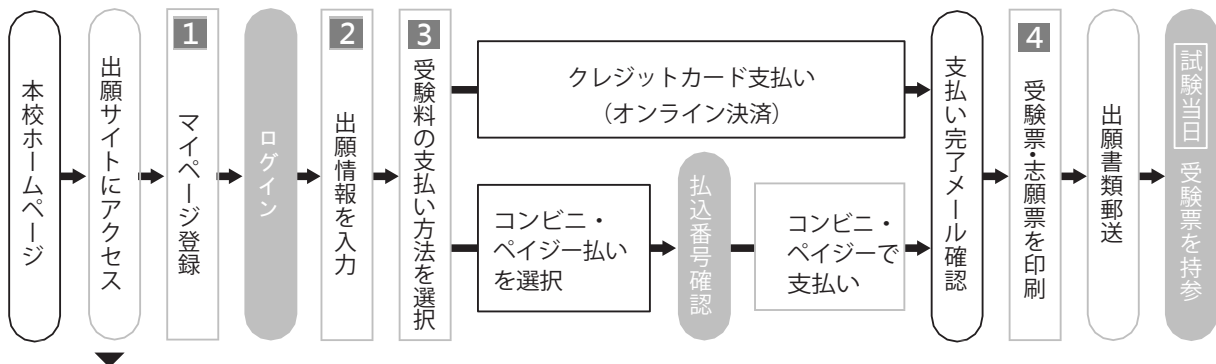 本校ホームページ
出願サイトにアクセス
1
マイページ登録
ログイン
2
出願情報を入力
3
受験料の支払い方法を選択
クレジットカード支払い
（オンライン決済）
コンビニ・
ペイジー払い
を選択
払込番号確認
コンビニ・
ペイジーで
支払い
支払い完了メール確認
4
受験票・志願票を印刷
出願書類郵送
試験当日
受験票を持参